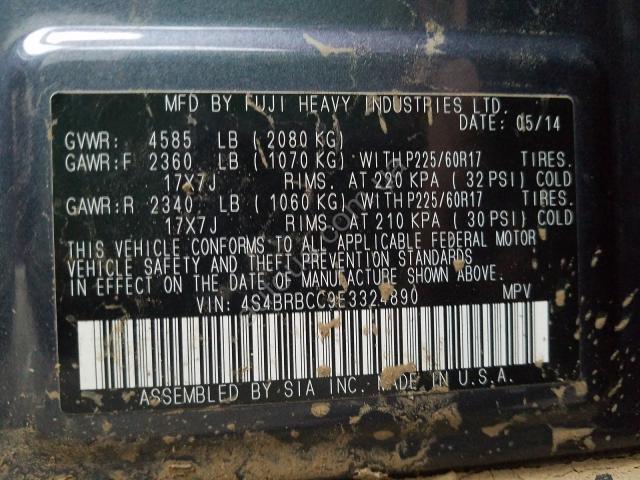 MFD BY FUJI HEAVY INDUSTRIES LTD.
DATE: 05/14
GVWR: 4585 LB ( 2080 KG)
GAWR:F 2360 LB ( 1070 KG); WITH P225/60R17 TIRES.
17X7J RIMS. AT 220 KPA ( 32 PSI) COLD
GAWR:R 2340 LB ( 1060 KG) WITH P225/60R17 TIRES.
17X7J RIMS. AT 210 KPA ( 30 PSI) COLD
THIS VEHICLE CONFORMS TO ALL APPLICABLE FEDERAL MOTOR
VEHICLE SAFETY AND THEFT PREVENTION STANDARDS
IN EFFECT ON THE DATE OF MANUFACTURE SHOWN ABOVE.
VIN: 4S4BRBCC9E3324890 MPV
ASSEMBLED BY SIA INC. MADE IN U.S.A.